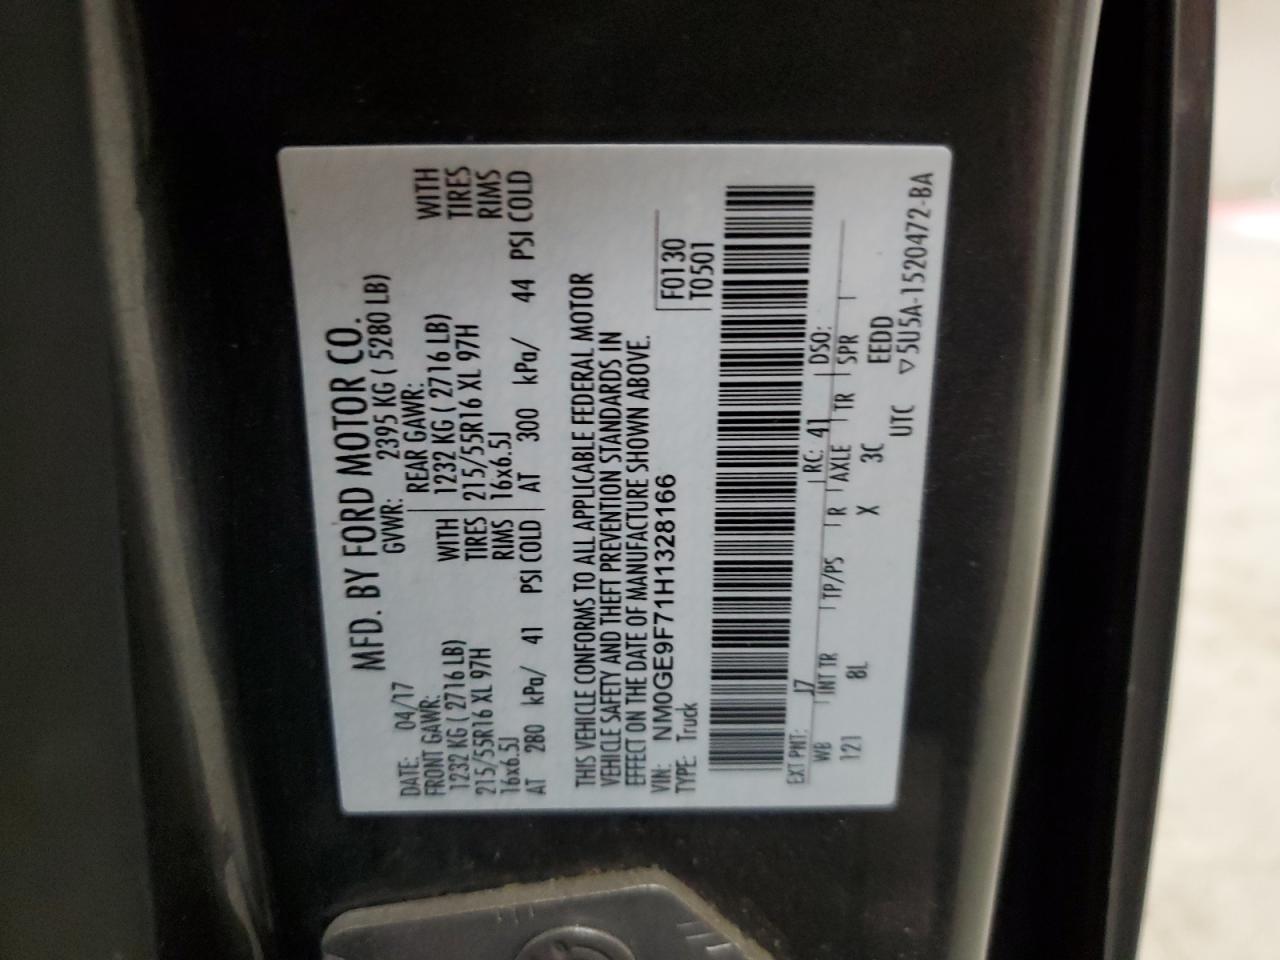 MFD. BY FORD MOTOR CO.
DATE: 04/17 GVWR: 2395 KG ( 5280 LB)
FRONT GAWR: REAR GAWR:
1232 KG ( 2716 LB) WITH 1232 KG ( 2716 LB) WITH
215/55R16 XL 97H TIRES 215/55R16 XL 97H TIRES
16x6.5J RIMS 16x6.5J RIMS
AT 280 kPa/ 41 PSI COLD AT 300 kPa/ 44 PSI COLD
THIS VEHICLE CONFORMS TO ALL APPLICABLE FEDERAL MOTOR
VEHICLE SAFETY AND THEFT PREVENTION STANDARDS IN
EFFECT ON THE DATE OF MANUFACTURE SHOWN ABOVE.
VIN: NM0GE9F71H1328166 F0130
TYPE: Truck T0501
EXT PNT: J7 RC: 41 DSO:
WB INT TR TP/PS R AXLE TR SPR
121 8L X 3C EEDD
UTC ▽5U5A-1520472-BA